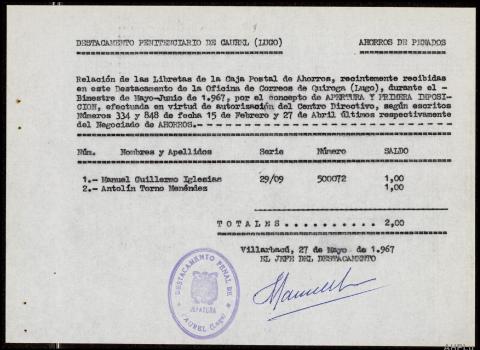 DESTACAMENTO PENITENCIARIO DE CAUREL (LUGO) AHORROS DE PENADOS
Relación de las Libretas de la Caja Postal de Ahorros, recientemente recibidas
en este Destacamento de la Oficina de Correos de Quiroga (Lugo), durante el -
Bimestre de Mayo-Junio de 1.967, por el concepto de APERTURA Y PRIMERA IMPOSI-
CION, efectuada en virtud de autorización del Centro Directivo, según escritos
Números 334 y 848 de fecha 15 de Febrero y 27 de Abril últimos respectivamente
del Negociado de AHORROS.-
Núm. Nombres y Apellidos Serie Número SALDO
1.- Manuel Guillermo Iglesias 29/09 500072 1,00
2.- Antolín Torno Menéndez 1,00
T O T A L E S . . . . . . . . . . . 2,00
Villarbacú, 27 de Mayo de 1.967
EL JEFE DEL DESTACAMENTO
DESTACAMENTO PENAL DE
JEFATURA
CAUREL (Lugo)